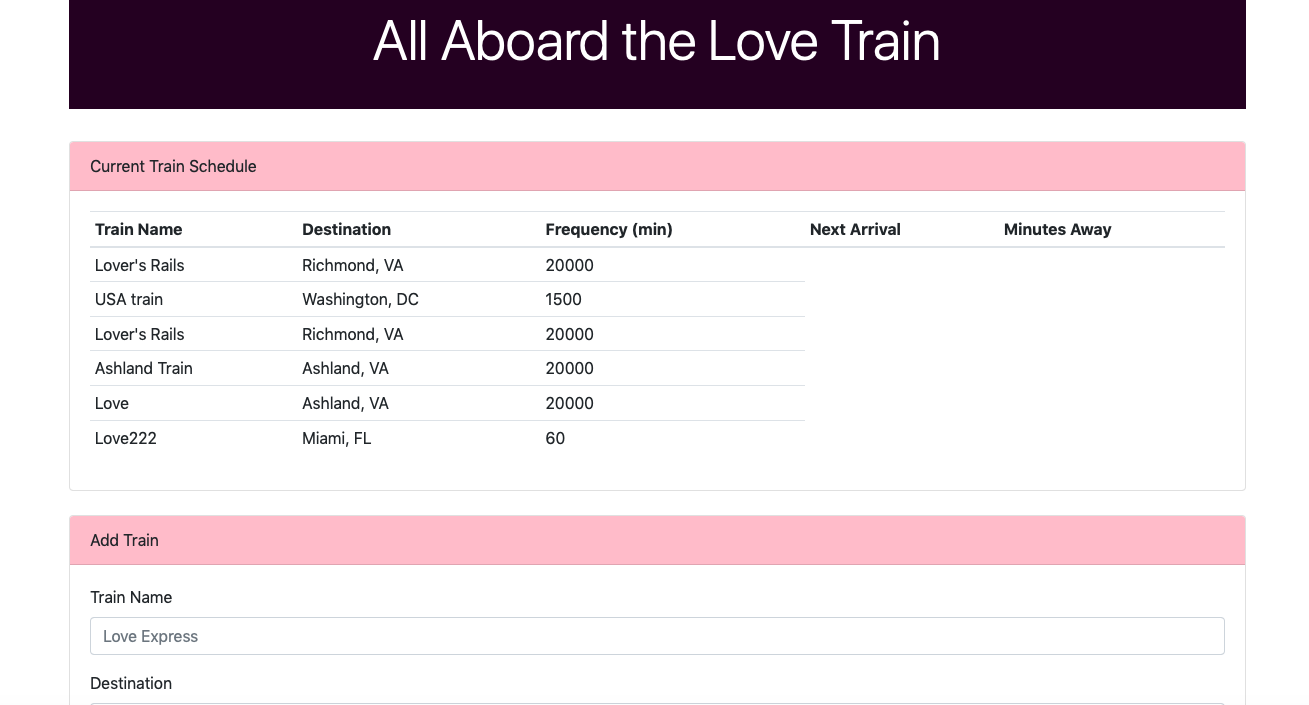 All Aboard the Love Train
Current Train Schedule
Train Name Destination Frequency (min) Next Arrival Minutes Away
Lover's Rails Richmond, VA 20000
USA train Washington, DC 1500
Lover's Rails Richmond, VA 20000
Ashland Train Ashland, VA 20000
Love Ashland, VA 20000
Love222 Miami, FL 60
Add Train
Train Name
Love Express
Destination